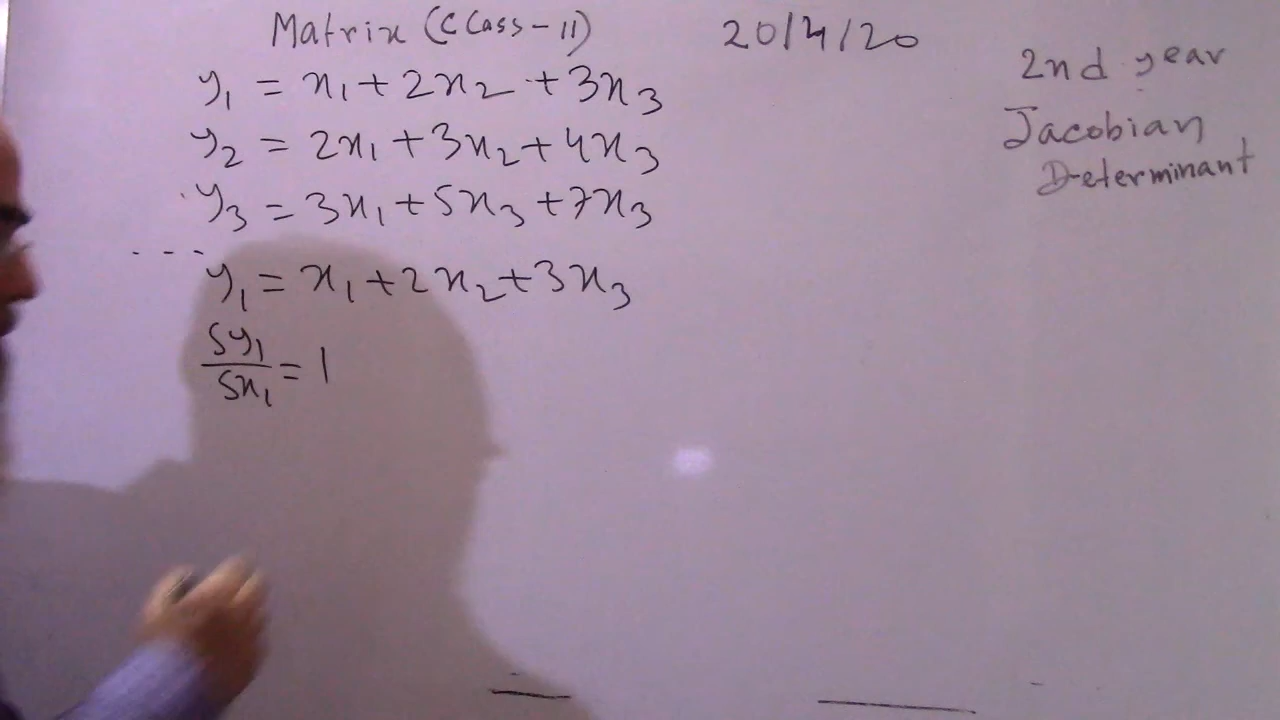 Matrix (CClass-11)
20/4/20
2nd year
Jacobian
Determinant
y₁ = x₁ + 2x₂ + 3x₃
y₂ = 2x₁ + 3x₂ + 4x₃
y₃ = 3x₁ + 5x₃ + 7x₃
y₁ = x₁ + 2x₂ + 3x₃
δy₁/δx₁ = 1